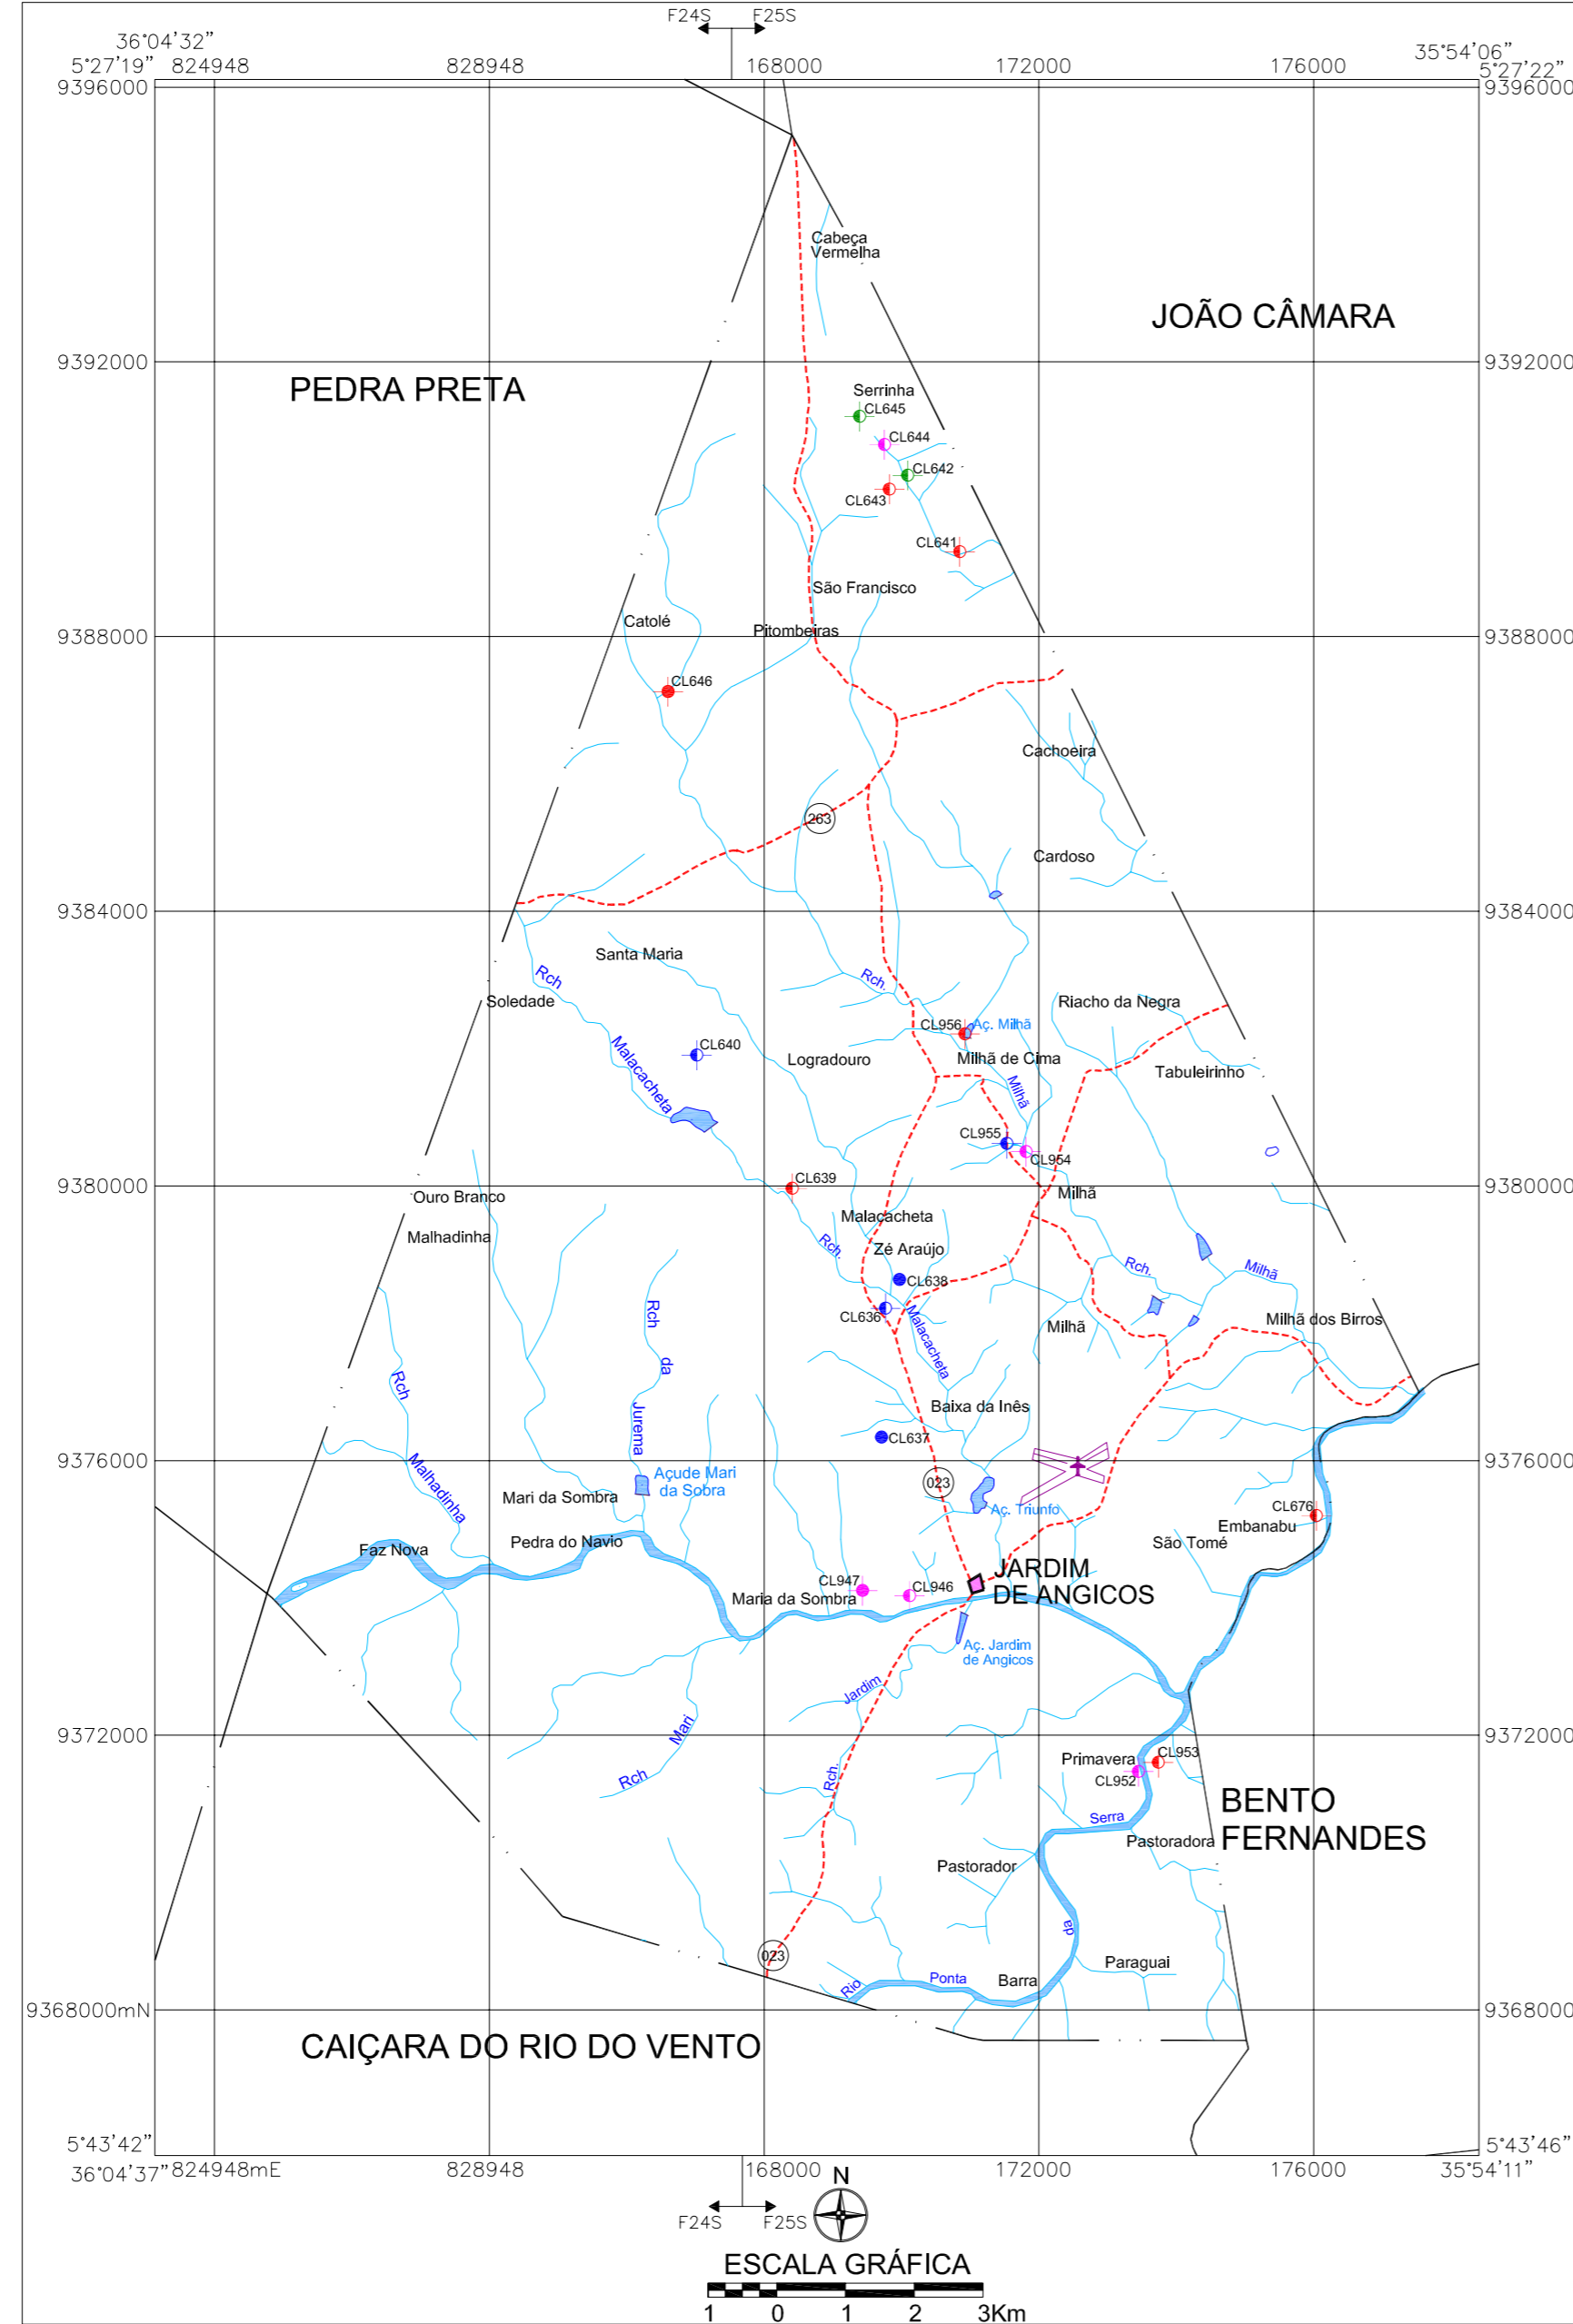 F24S F25S
36°04'32" 35°54'06"
5°27'19" 824948 828948 168000 172000 176000 5°27'22"
9396000 9396000
Cabeça
Vermelha
JOÃO CÂMARA
9392000 9392000
PEDRA PRETA
Serrinha
CL645
CL644
CL642
CL643
CL641
São Francisco
Catolé
Pitombeiras
9388000 9388000
CL646
Cachoeira
263
Cardoso
9384000 9384000
Santa Maria
Rch
Rch.
Soledade
Riacho da Negra
CL956
Aç. Milhã
Malacacheta
CL640
Logradouro
Milhã de Cima
Tabuleirinho
Milhã
CL955
CL954
CL639
9380000 9380000
Ouro Branco
Milhã
Malacacheta
Malhadinha
Rch.
Zé Araújo
Rch.
Milhã
CL638
CL636
Malacacheta
Milhã
Milhã dos Birros
Rch
da
Jurema
Rch
Malhadinha
Baixa da Inês
CL637
9376000 9376000
Açude Mari
da Sobra
023
Mari da Sombra
Aç. Triunfo
CL676
Embanabu
Pedra do Navio
São Tomé
Faz Nova
JARDIM
DE ANGICOS
CL947
CL946
Maria da Sombra
Aç. Jardim
de Angicos
Jardim
Mari
9372000 9372000
Primavera
CL953
CL952
Rch
Rch.
BENTO
FERNANDES
Serra
Pastoradora
Pastorador
da
023
Paraguai
Rio
Ponta
Barra
9368000mN 9368000
CAIÇARA DO RIO DO VENTO
5°43'42" 5°43'46"
36°04'37" 824948mE 828948 168000 172000 176000 35°54'11"
N
F24S F25S
ESCALA GRÁFICA
1 0 1 2 3Km